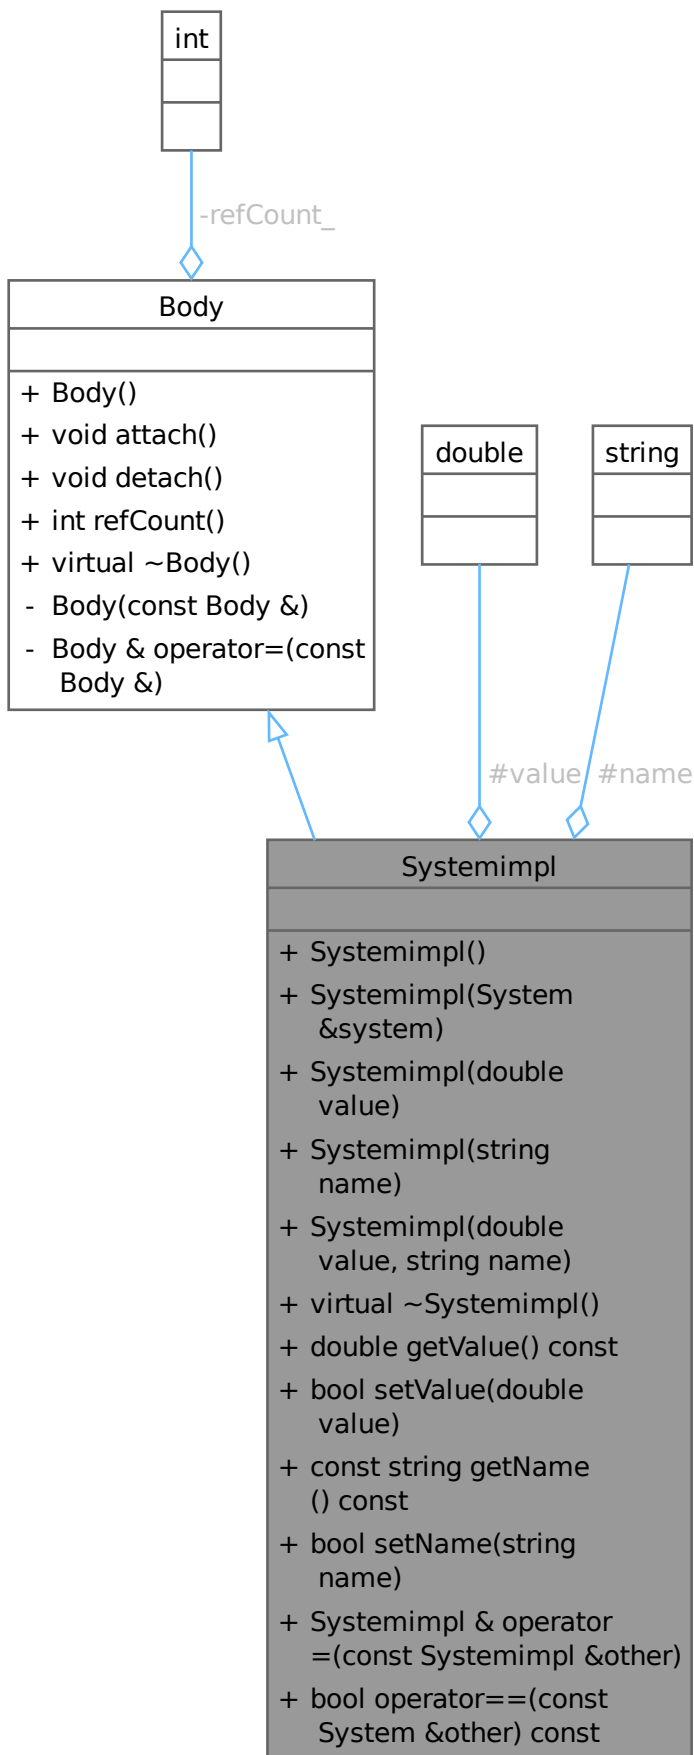 int
-refCount_
Body
+ Body()
+ void attach()
+ void detach()
+ int refCount()
+ virtual ~Body()
- Body(const Body &)
- Body & operator=(const
Body &)
double
string
#value
#name
Systemimpl
+ Systemimpl()
+ Systemimpl(System
&system)
+ Systemimpl(double
value)
+ Systemimpl(string
name)
+ Systemimpl(double
value, string name)
+ virtual ~Systemimpl()
+ double getValue() const
+ bool setValue(double
value)
+ const string getName
() const
+ bool setName(string
name)
+ Systemimpl & operator
=(const Systemimpl &other)
+ bool operator==(const
System &other) const